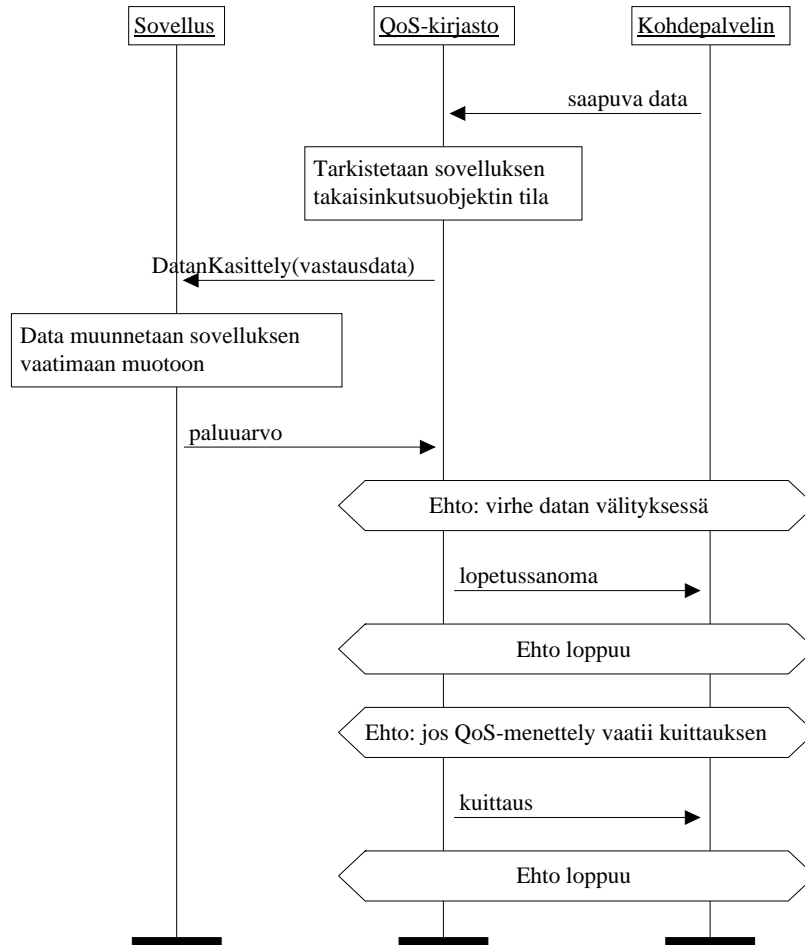 Sovellus
QoS-kirjasto
Kohdepalvelin
saapuva data
Tarkistetaan sovelluksen
takaisinkutsuobjektin tila
DatanKasittely(vastausdata)
Data muunnetaan sovelluksen
vaatimaan muotoon
paluuarvo
Ehto: virhe datan välityksessä
lopetussanoma
Ehto loppuu
Ehto: jos QoS-menettely vaatii kuittauksen
kuittaus
Ehto loppuu